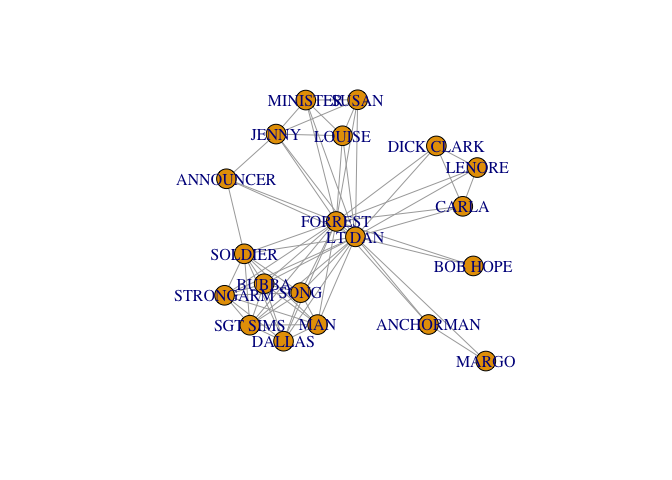 MINISTER
SUSAN
JENNY
LOUISE
DICK CLARK
LENORE
ANNOUNCER
CARLA
FORREST
LT DAN
SOLDIER
BOB HOPE
BUBBA
STRONGARM
SONG
SGT SIMS
MAN
ANCHORMAN
DALLAS
MARGO